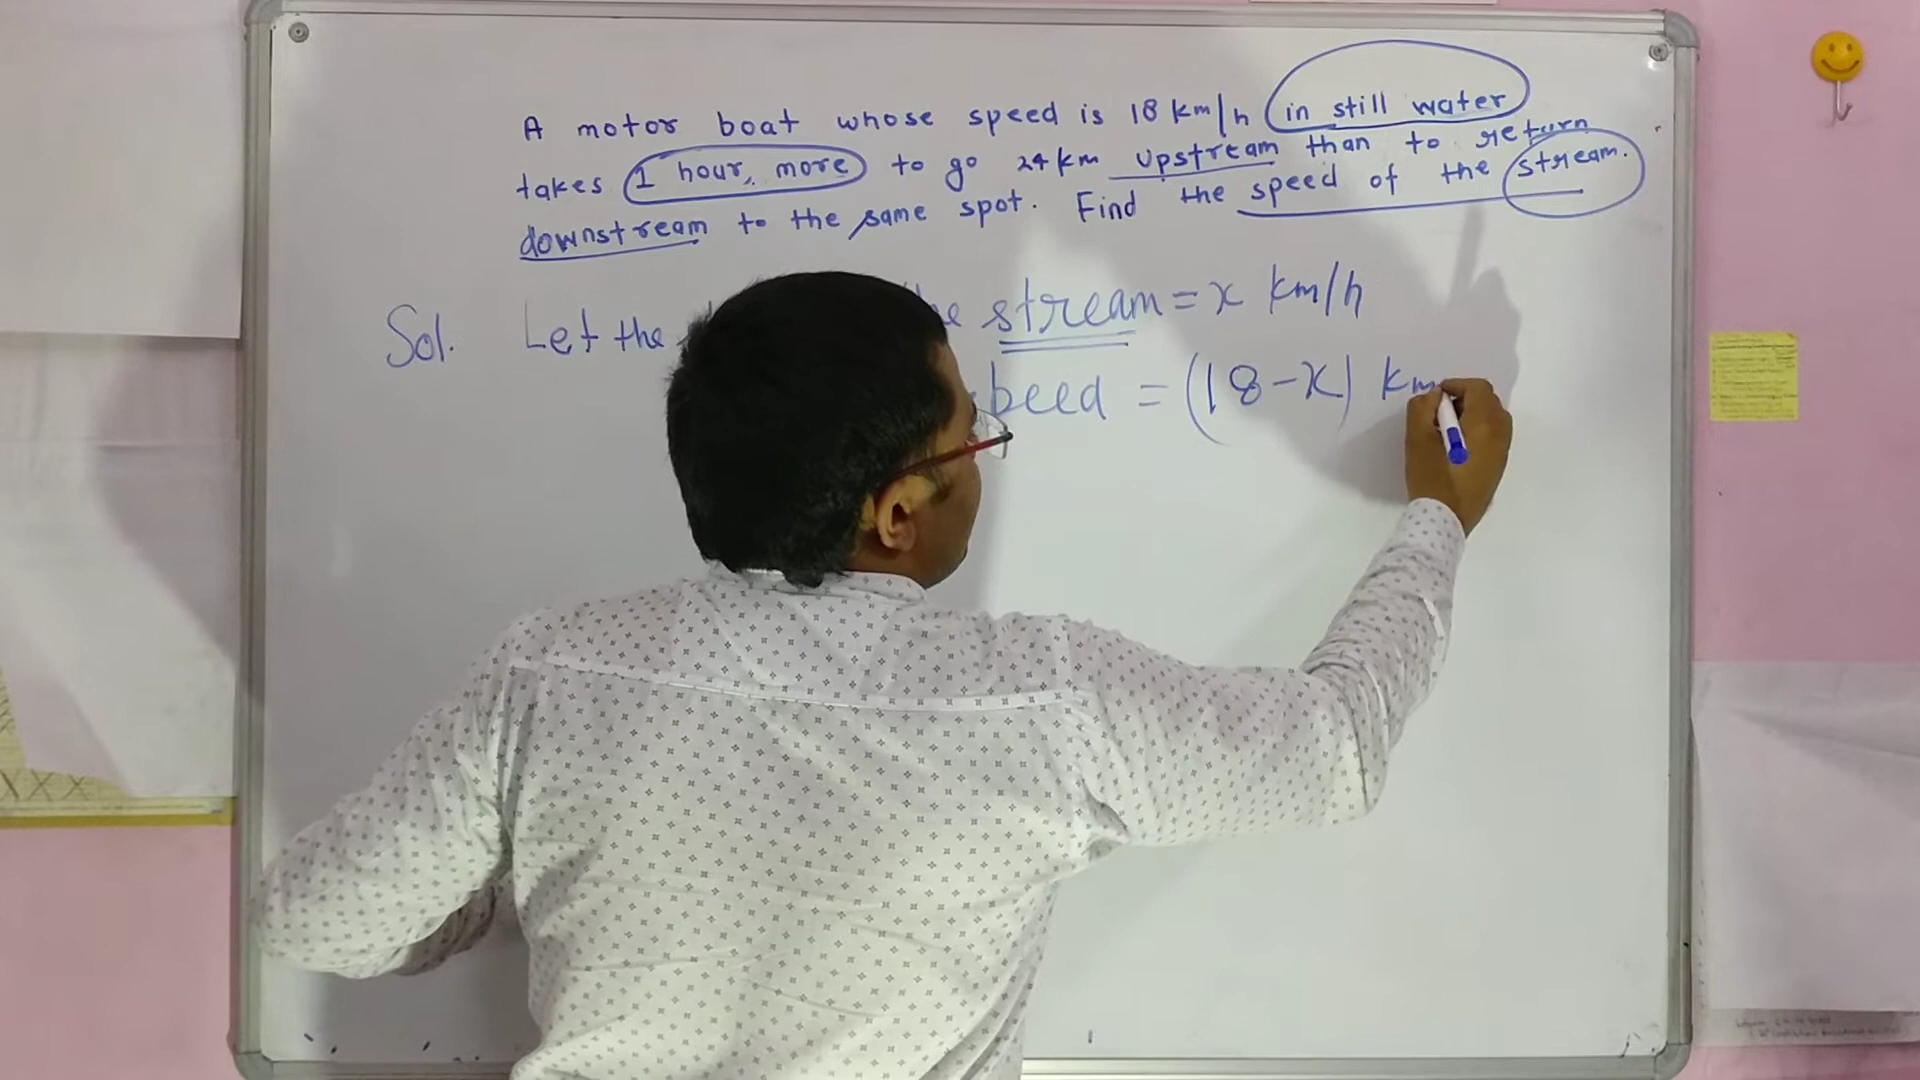 A motor boat whose speed is 18 km/h in still water
takes 1 hour, more to go 24 km upstream than to return
downstream to the same spot. Find the speed of the stream.
Sol. Let the stream = x km/h
= (18-x) km